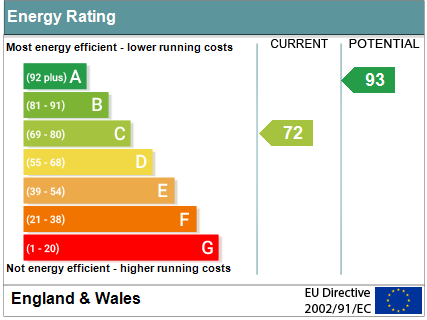 Energy Rating
CURRENT POTENTIAL
Most energy efficient - lower running costs
(92 plus) A
93
(81 - 91) B
(69 - 80) C
72
(55 - 68) D
(39 - 54) E
(21 - 38) F
(1 - 20) G
Not energy efficient - higher running costs
England & Wales
EU Directive
2002/91/EC